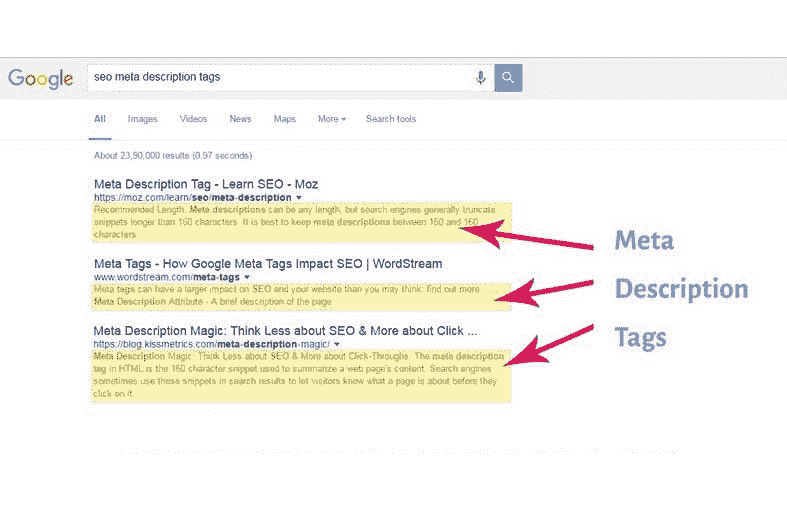 Google
seo meta description tags
All Images Videos News Maps More Search tools
About 23,90,000 results (0.97 seconds)
Meta Description Tag - Learn SEO - Moz
https://moz.com/learn/seo/meta-description
Recommended Length. Meta descriptions can be any length, but search engines generally truncate
snippets longer than 160 characters. It is best to keep meta descriptions between 150 and 160
characters.
Meta Tags - How Google Meta Tags Impact SEO | WordStream
www.wordstream.com/meta-tags
Meta tags can have a larger impact on SEO and your website than you may think: find out more
Meta Description Attribute - A brief description of the page
Meta Description Magic: Think Less about SEO & More about Click ...
https://blog.kissmetrics.com/meta-description-magic/
Meta Description Magic: Think Less about SEO & More about Click-Throughs. The meta description
tag in HTML is the 160 character snippet used to summarize a web page's content. Search engines
sometimes use these snippets in search results to let visitors know what a page is about before they
click on it.
Meta
Description
Tags